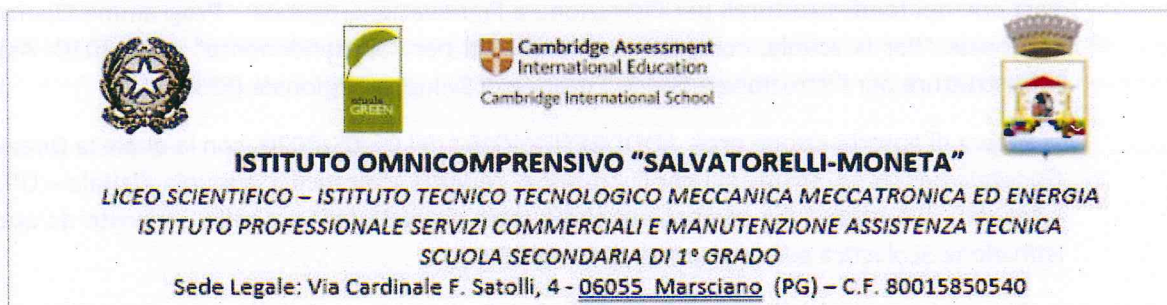 scuola
GREEN
Cambridge Assessment
International Education
Cambridge International School
ISTITUTO OMNICOMPRENSIVO “SALVATORELLI-MONETA”
LICEO SCIENTIFICO – ISTITUTO TECNICO TECNOLOGICO MECCANICA MECCATRONICA ED ENERGIA
ISTITUTO PROFESSIONALE SERVIZI COMMERCIALI E MANUTENZIONE ASSISTENZA TECNICA
SCUOLA SECONDARIA DI 1° GRADO
Sede Legale: Via Cardinale F. Satolli, 4 - 06055 Marsciano (PG) – C.F. 80015850540